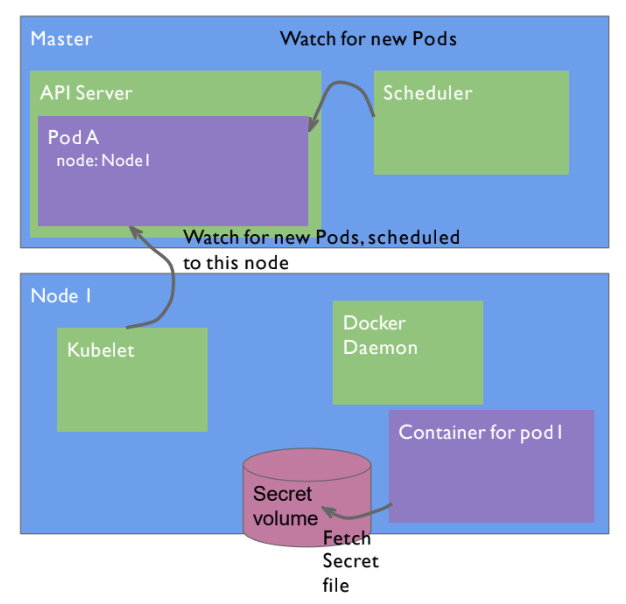 Master
Watch for new Pods
API Server
Scheduler
Pod A
node: Node1
Watch for new Pods, scheduled
to this node
Node 1
Kubelet
Docker
Daemon
Container for pod1
Secret
volume
Fetch
Secret
file